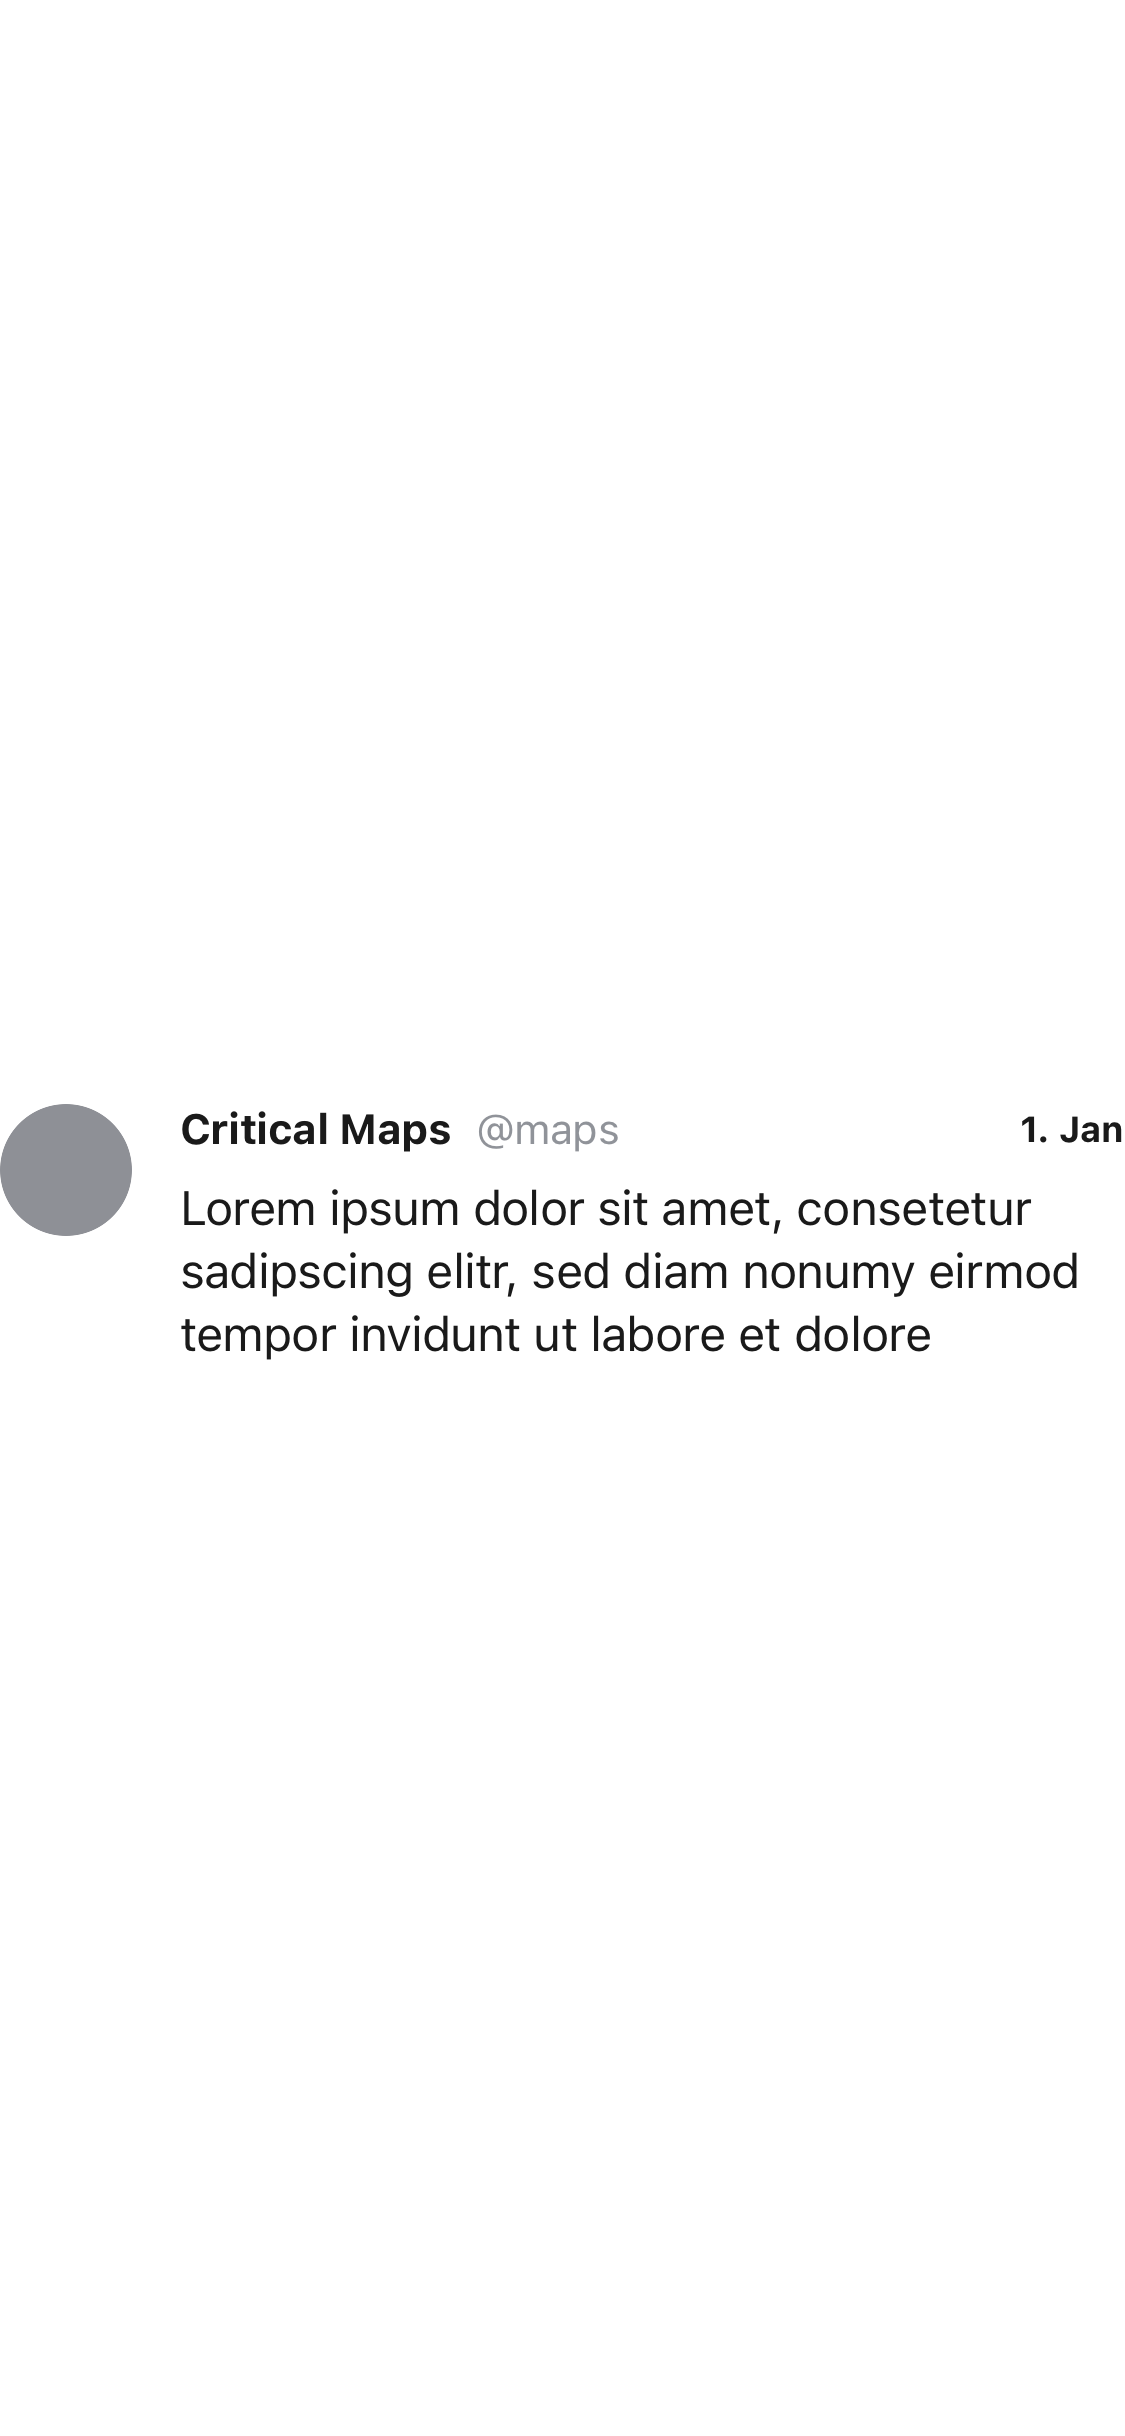 Critical Maps @maps 1. Jan
Lorem ipsum dolor sit amet, consetetur
sadipscing elitr, sed diam nonumy eirmod
tempor invidunt ut labore et dolore